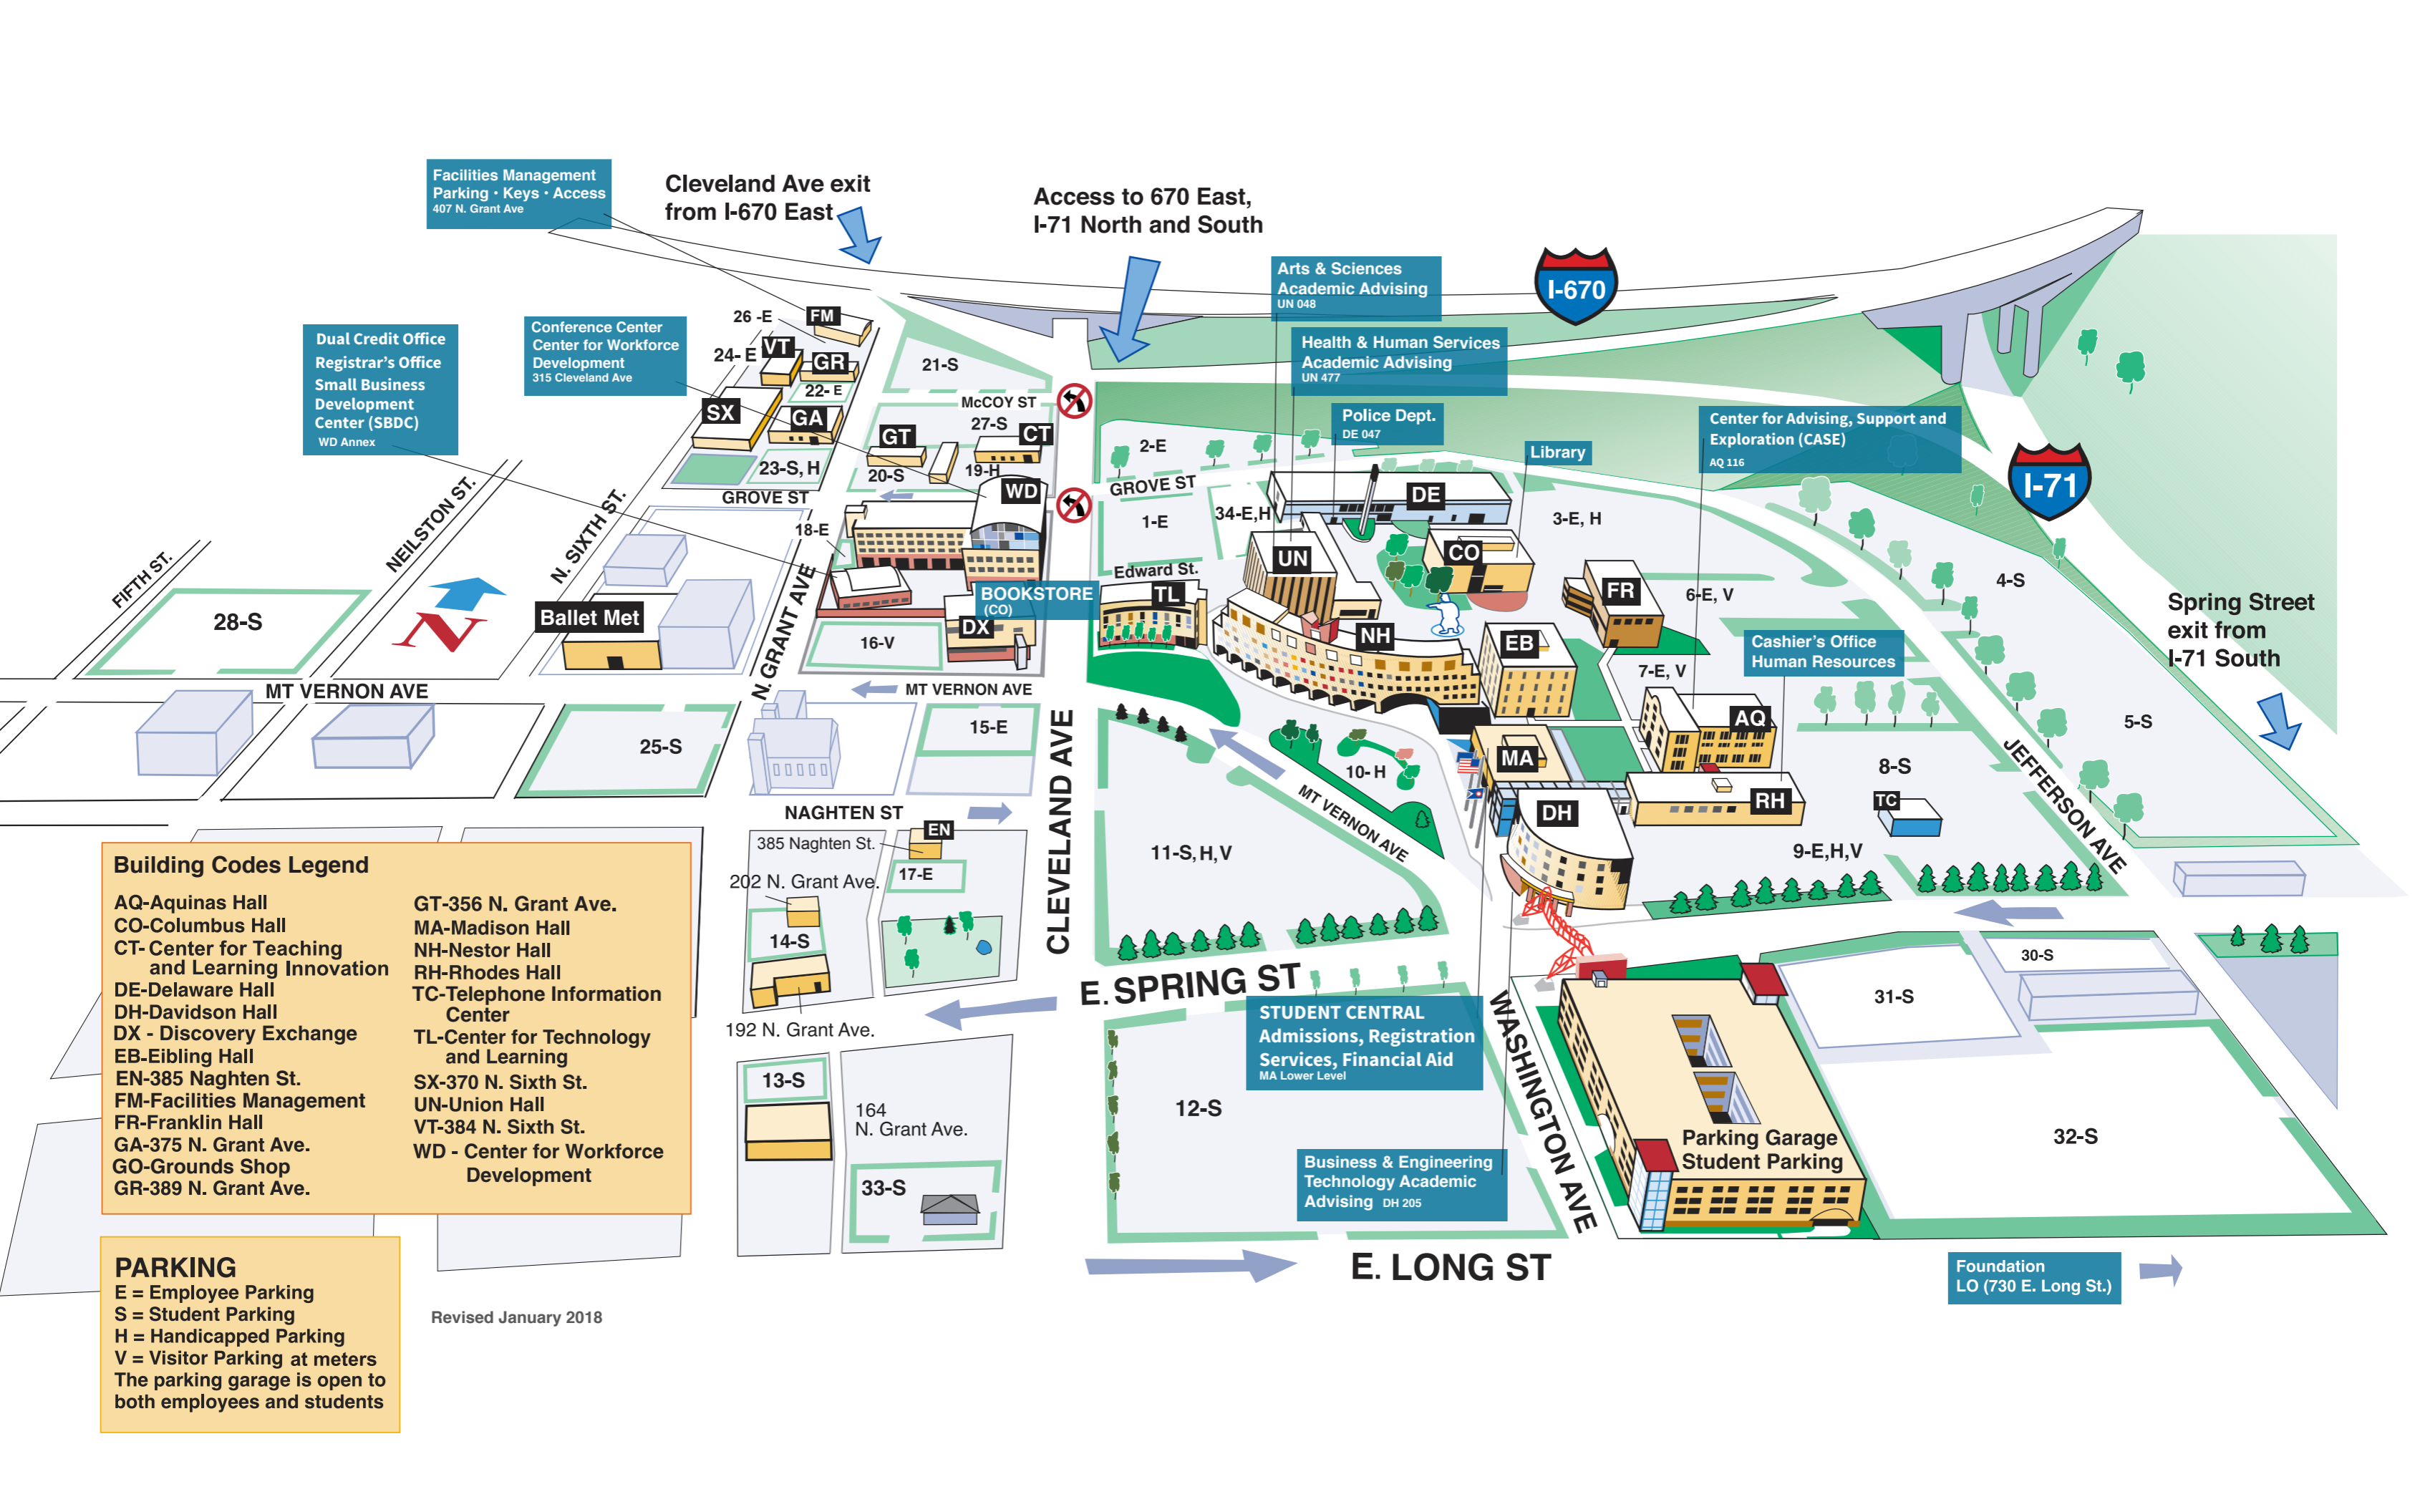 Facilities Management
Parking • Keys • Access
407 N. Grant Ave
Cleveland Ave exit
from I-670 East
Access to 670 East,
I-71 North and South
Arts & Sciences
Academic Advising
UN 048
I-670
Health & Human Services
Academic Advising
UN 477
Police Dept.
DE 047
Library
Center for Advising, Support and
Exploration (CASE)
AQ 116
I-71
Dual Credit Office
Registrar's Office
Small Business
Development
Center (SBDC)
WD Annex
Conference Center
Center for Workforce
Development
315 Cleveland Ave
26 -E
FM
24- E
VT
GR
22- E
SX
GA
23-S, H
GROVE ST
21-S
McCOY ST
27-S
GT
CT
20-S
19-H
WD
18-E
2-E
GROVE ST
1-E
34-E,H
DE
3-E, H
UN
CO
Edward St.
TL
BOOKSTORE
(CO)
DX
16-V
NH
EB
FR
6-E, V
4-S
Cashier's Office
Human Resources
7-E, V
Spring Street
exit from
I-71 South
5-S
FIFTH ST.
NEILSTON ST.
N. SIXTH ST.
N. GRANT AVE
28-S
N
Ballet Met
MT VERNON AVE
MT VERNON AVE
25-S
15-E
CLEVELAND AVE
10- H
MT VERNON AVE
MA
AQ
8-S
JEFFERSON AVE
DH
RH
TC
9-E,H,V
NAGHTEN ST
EN
385 Naghten St.
17-E
202 N. Grant Ave.
14-S
192 N. Grant Ave.
11-S, H,V
E. SPRING ST
WASHINGTON AVE
30-S
31-S
32-S
STUDENT CENTRAL
Admissions, Registration
Services, Financial Aid
MA Lower Level
12-S
13-S
164
N. Grant Ave.
33-S
Parking Garage
Student Parking
Business & Engineering
Technology Academic
Advising DH 205
E. LONG ST
Foundation
LO (730 E. Long St.)
Building Codes Legend
AQ-Aquinas Hall
CO-Columbus Hall
CT- Center for Teaching
and Learning Innovation
DE-Delaware Hall
DH-Davidson Hall
DX - Discovery Exchange
EB-Eibling Hall
EN-385 Naghten St.
FM-Facilities Management
FR-Franklin Hall
GA-375 N. Grant Ave.
GO-Grounds Shop
GR-389 N. Grant Ave.
GT-356 N. Grant Ave.
MA-Madison Hall
NH-Nestor Hall
RH-Rhodes Hall
TC-Telephone Information
Center
TL-Center for Technology
and Learning
SX-370 N. Sixth St.
UN-Union Hall
VT-384 N. Sixth St.
WD - Center for Workforce
Development
PARKING
E = Employee Parking
S = Student Parking
H = Handicapped Parking
V = Visitor Parking at meters
The parking garage is open to
both employees and students
Revised January 2018